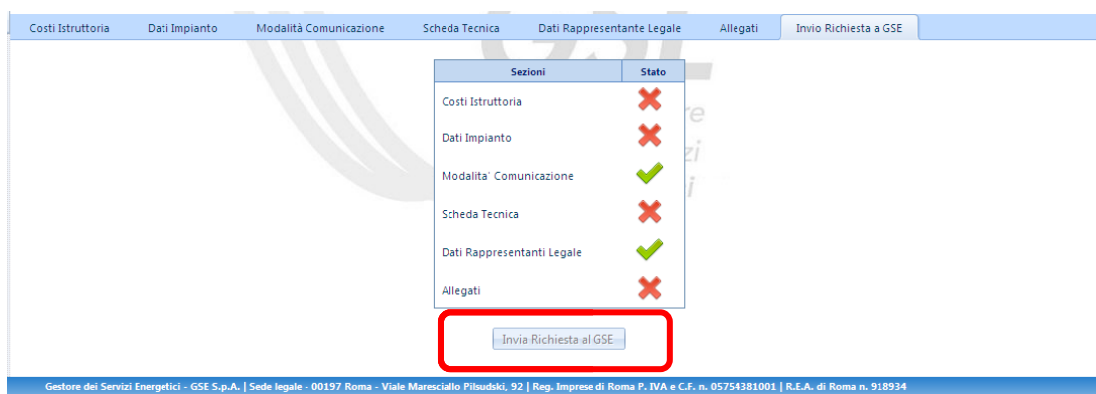 Costi Istruttoria Dati Impianto Modalità Comunicazione Scheda Tecnica Dati Rappresentante Legale Allegati Invio Richiesta a GSE
Sezioni Stato
Costi Istruttoria
Dati Impianto
Modalita' Comunicazione
Scheda Tecnica
Dati Rappresentanti Legale
Allegati
Invia Richiesta al GSE
Gestore dei Servizi Energetici - GSE S.p.A. | Sede legale - 00197 Roma - Viale Maresciallo Pilsudski, 92 | Reg. Imprese di Roma P. IVA e C.F. n. 05754381001 | R.E.A. di Roma n. 918934